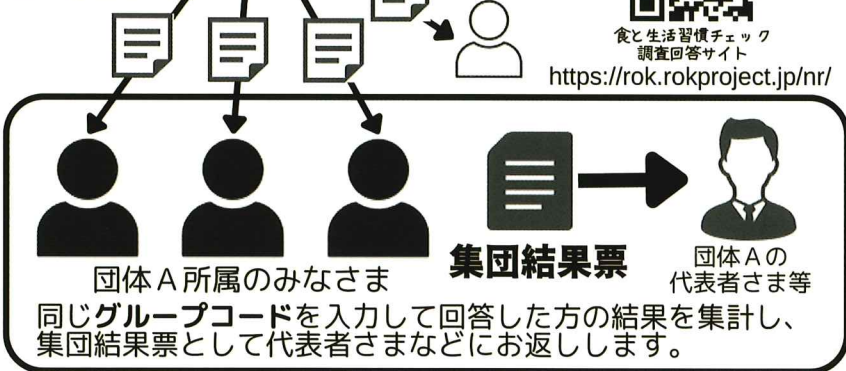 食と生活習慣チェック
調査回答サイト
https://rok.rokproject.jp/nr/
団体A所属のみなさま
集団結果票
団体Aの
代表者さま等
同じグループコードを入力して回答した方の結果を集計し、
集団結果票として代表者さまなどにお返しします。